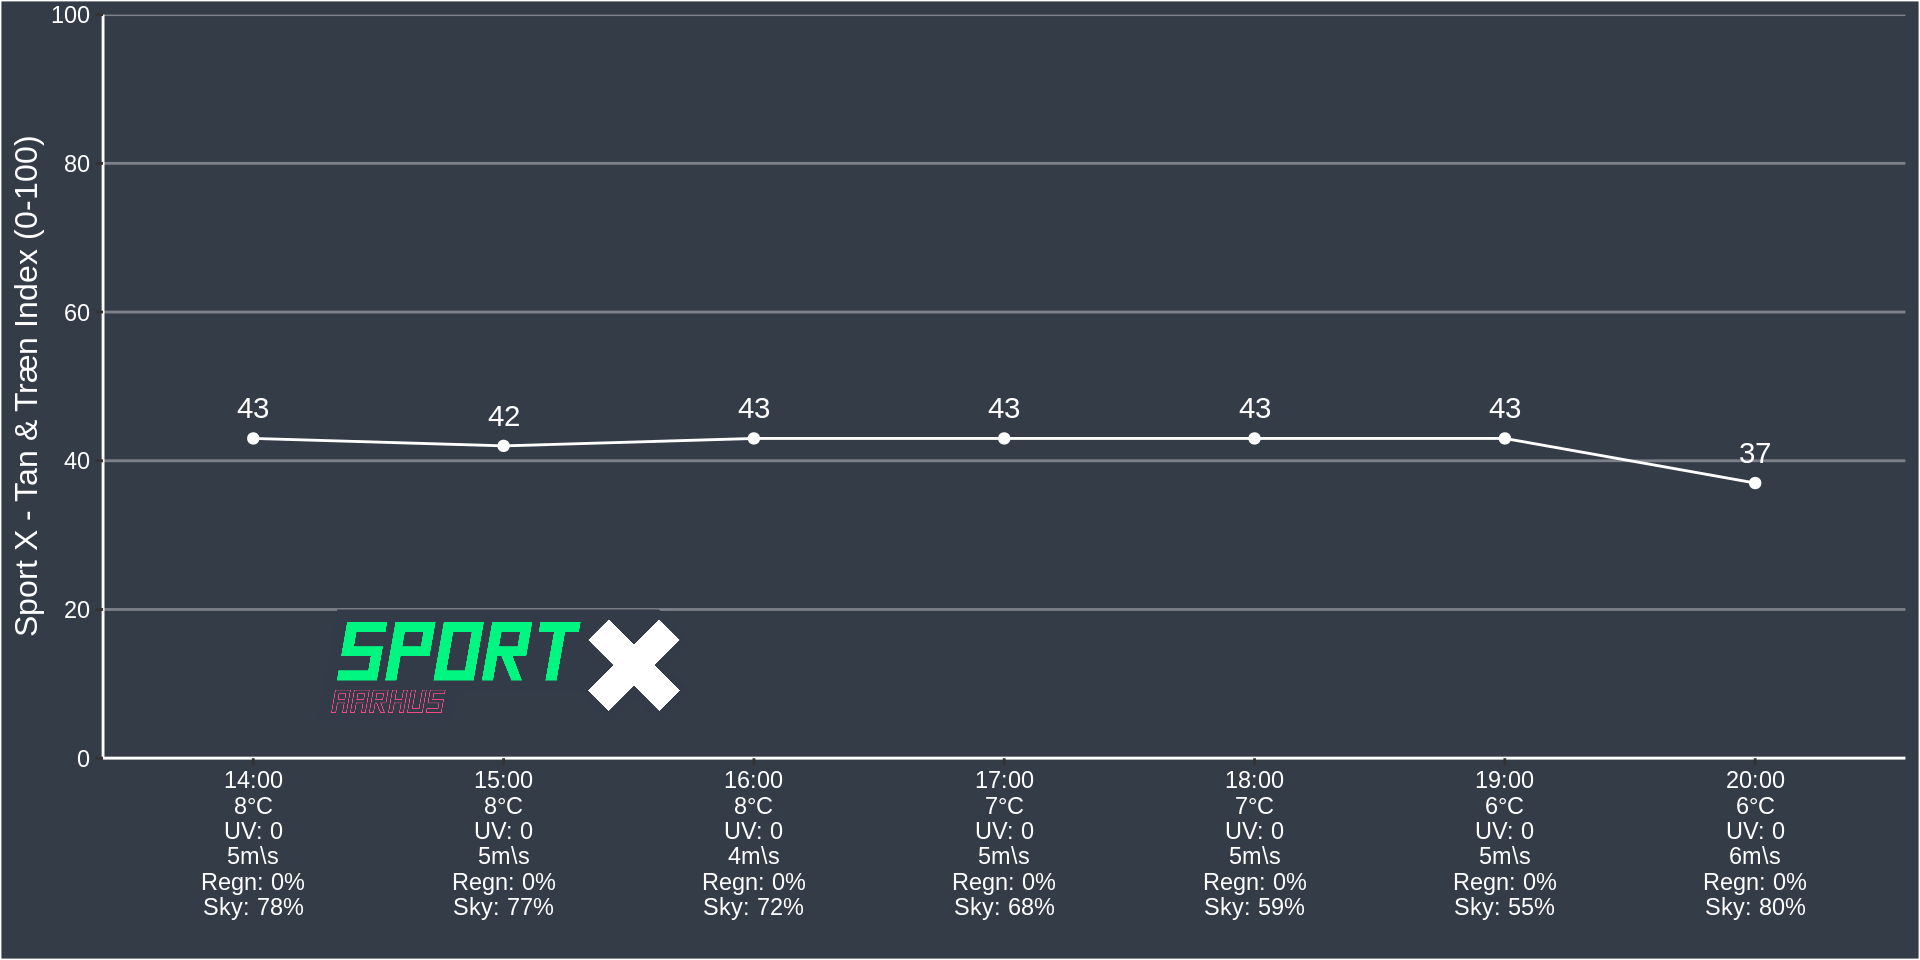 Sport X - Tan & Træn Index (0-100)
100
80
60
40
20
0
43
42
43
43
43
43
37
SPORT X
AARHUS
14:00
8°C
UV: 0
5m\s
Regn: 0%
Sky: 78%
15:00
8°C
UV: 0
5m\s
Regn: 0%
Sky: 77%
16:00
8°C
UV: 0
4m\s
Regn: 0%
Sky: 72%
17:00
7°C
UV: 0
5m\s
Regn: 0%
Sky: 68%
18:00
7°C
UV: 0
5m\s
Regn: 0%
Sky: 59%
19:00
6°C
UV: 0
5m\s
Regn: 0%
Sky: 55%
20:00
6°C
UV: 0
6m\s
Regn: 0%
Sky: 80%